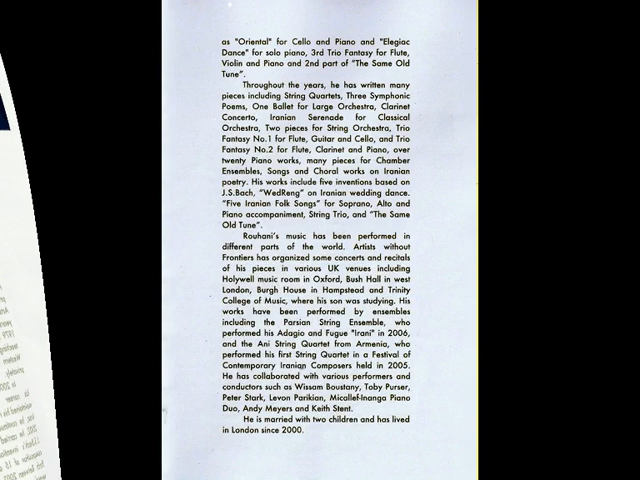 as "Oriental" for Cello and Piano and "Elegiac
Dance" for solo piano, 3rd Trio Fantasy for Flute,
Violin and Piano and 2nd part of "The Same Old
Tune".
Throughout the years, he has written many
pieces including String Quartets, Three Symphonic
Poems, One Ballet for Large Orchestra, Clarinet
Concerto, Iranian Serenade for Classical
Orchestra, Two pieces for String Orchestra, Trio
Fantasy No.1 for Flute, Guitar and Cello, and Trio
Fantasy No.2 for Flute, Clarinet and Piano, over
twenty Piano works, many pieces for Chamber
Ensembles, Songs and Choral works on Iranian
poetry. His works include five inventions based on
J.S.Bach, "WedReng" on Iranian wedding dance.
"Five Iranian Folk Songs" for Soprano, Alto and
Piano accompaniment, String Trio, and "The Same
Old Tune".
Rouhani's music has been performed in
different parts of the world. Artists without
Frontiers has organized some concerts and recitals
of his pieces in various UK venues including
Holywell music room in Oxford, Bush Hall in west
London, Burgh House in Hampstead and Trinity
College of Music, where his son was studying. His
works have been performed by ensembles
including the Parsian String Ensemble, who
performed his Adagio and Fugue "Irani" in 2006,
and the Ani String Quartet from Armenia, who
performed his first String Quartet in a Festival of
Contemporary Iranian Composers held in 2005.
He has collaborated with various performers and
conductors such as Wissam Boustany, Toby Purser,
Peter Stark, Levon Parikian, Micallef-Inanga Piano
Duo, Andy Meyers and Keith Stent.
He is married with two children and has lived
in London since 2000.